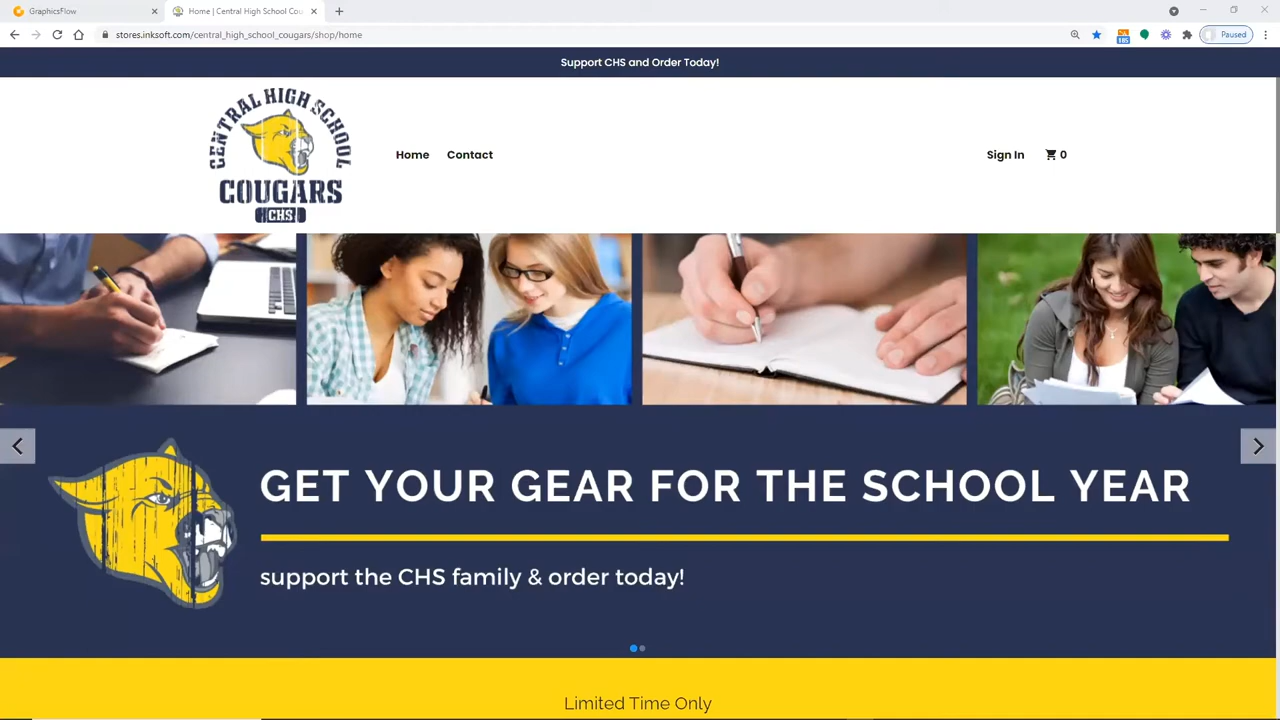 GraphicsFlow
Home | Central High School Cou
stores.inksoft.com/central_high_school_cougars/shop/home
185
Paused
Support CHS and Order Today!
CENTRAL HIGH SCHOOL
COUGARS
CHS
Home
Contact
Sign In
0
GET YOUR GEAR FOR THE SCHOOL YEAR
support the CHS family & order today!
Limited Time Only